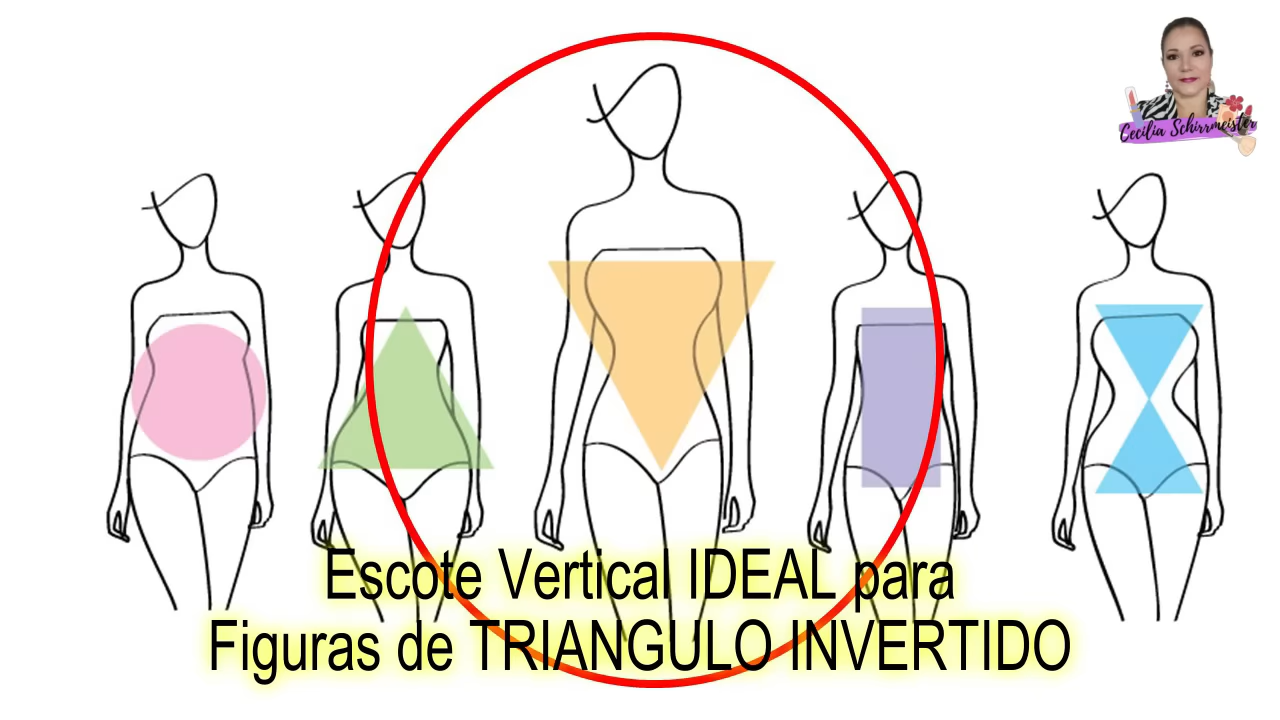 Cecilia Schirrmeister
Escote Vertical IDEAL para
Figuras de TRIANGULO INVERTIDO